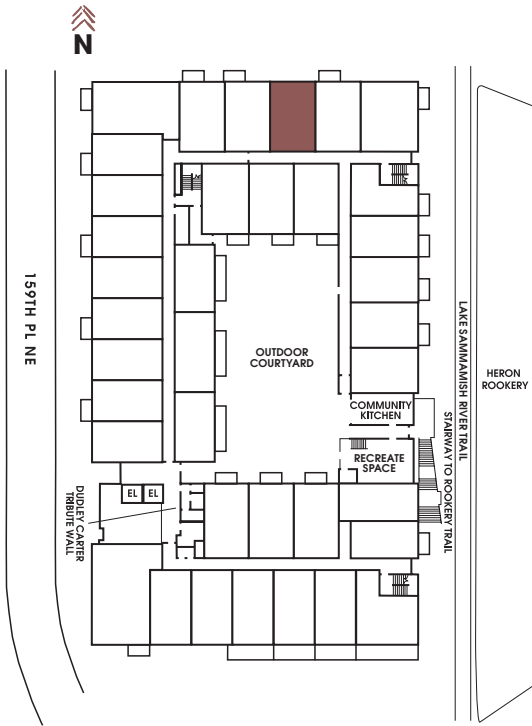 N
159TH PL NE
OUTDOOR
COURTYARD
COMMUNITY
KITCHEN
RECREATE
SPACE
EL
EL
DUDLEY CARTER
TRIBUTE WALL
LAKE SAMMAMISH RIVER TRAIL
STAIRWAY TO ROOKERY TRAIL
HERON
ROOKERY